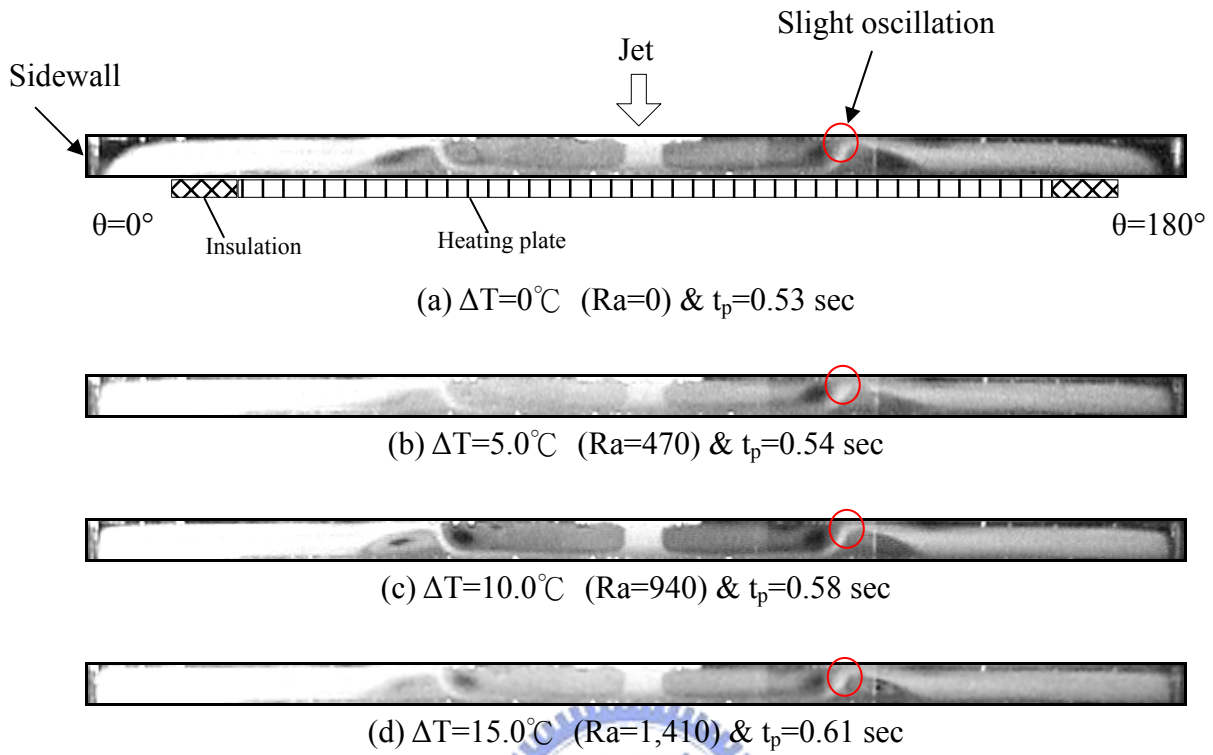 Slight oscillation
Jet
Sidewall
θ=0°
θ=180°
Insulation
Heating plate
(a) ΔT=0℃ (Ra=0) & tp=0.53 sec
(b) ΔT=5.0℃ (Ra=470) & tp=0.54 sec
(c) ΔT=10.0℃ (Ra=940) & tp=0.58 sec
(d) ΔT=15.0℃ (Ra=1,410) & tp=0.61 sec